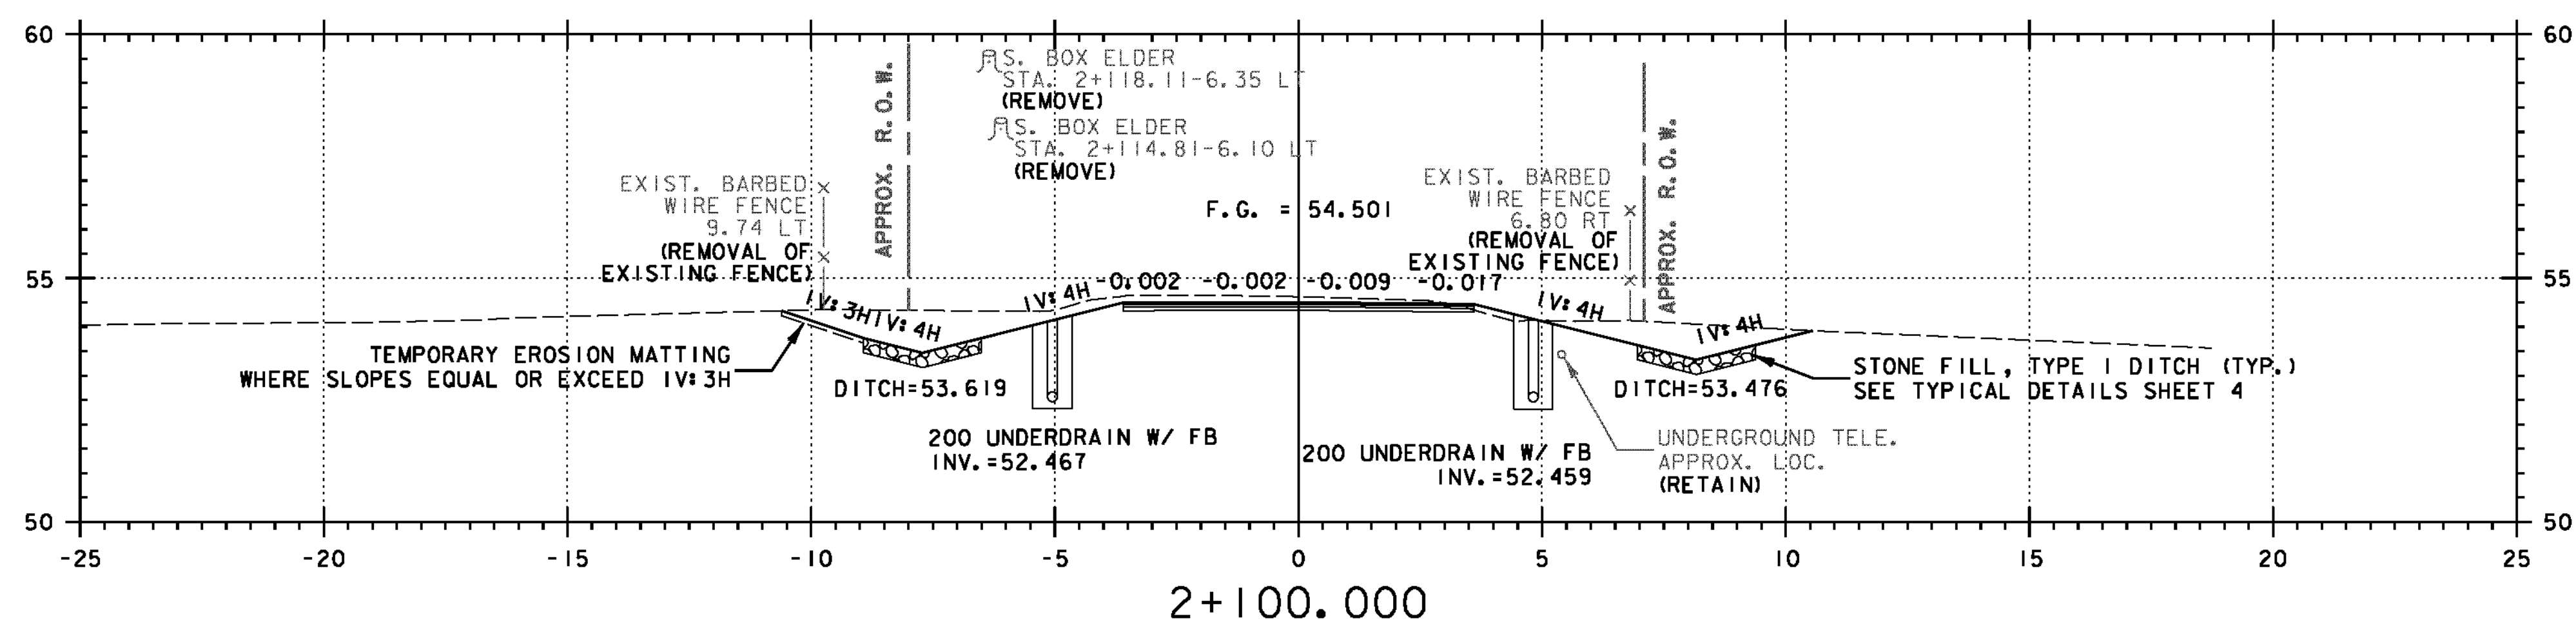 60
60
S. BOX ELDER
STA. 2+118.11-6.35 LT
(REMOVE)
S. BOX ELDER
STA. 2+114.81-6.10 LT
(REMOVE)
APPROX. R.O.W.
APPROX. R.O.W.
EXIST. BARBED
WIRE FENCE
9.74 LT
(REMOVAL OF
EXISTING FENCE)
F.G. = 54.501
EXIST. BARBED
WIRE FENCE
6.80 RT
(REMOVAL OF
EXISTING FENCE)
55
55
-0.002 -0.002 -0.009 -0.017
1V:3H
1V:4H
1V:4H
1V:4H
1V:4H
TEMPORARY EROSION MATTING
WHERE SLOPES EQUAL OR EXCEED 1V:3H
DITCH=53.619
DITCH=53.476
STONE FILL, TYPE 1 DITCH (TYP.)
SEE TYPICAL DETAILS SHEET 4
200 UNDERDRAIN W/ FB
INV.=52.467
200 UNDERDRAIN W/ FB
INV.=52.459
UNDERGROUND TELE.
APPROX. LOC.
(RETAIN)
50
50
-25 -20 -15 -10 -5 0 5 10 15 20 25
2+100.000